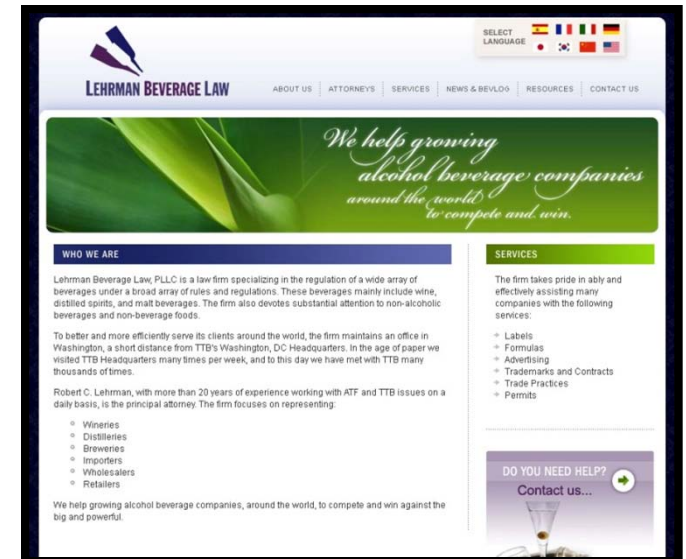 SELECT
LANGUAGE
LEHRMAN BEVERAGE LAW
ABOUT US
ATTORNEYS
SERVICES
NEWS & BEVLOG
RESOURCES
CONTACT US
We help growing
alcohol beverage companies
around the world
to compete and win.
WHO WE ARE
Lehrman Beverage Law, PLLC is a law firm specializing in the regulation of a wide array of
beverages under a broad array of rules and regulations. These beverages mainly include wine,
distilled spirits, and malt beverages. The firm also devotes substantial attention to non-alcoholic
beverages and non-beverage foods.
To better and more efficiently serve its clients around the world, the firm maintains an office in
Washington, a short distance from TTB's Washington, DC Headquarters. In the age of paper we
visited TTB Headquarters many times per week, and to this day we have met with TTB many
thousands of times.
Robert C. Lehrman, with more than 20 years of experience working with ATF and TTB issues on a
daily basis, is the principal attorney. The firm focuses on representing:
Wineries
Distilleries
Breweries
Importers
Wholesalers
Retailers
We help growing alcohol beverage companies, around the world, to compete and win against the
big and powerful.
SERVICES
The firm takes pride in ably and
effectively assisting many
companies with the following
services:
Labels
Formulas
Advertising
Trademarks and Contracts
Trade Practices
Permits
DO YOU NEED HELP?
Contact us...